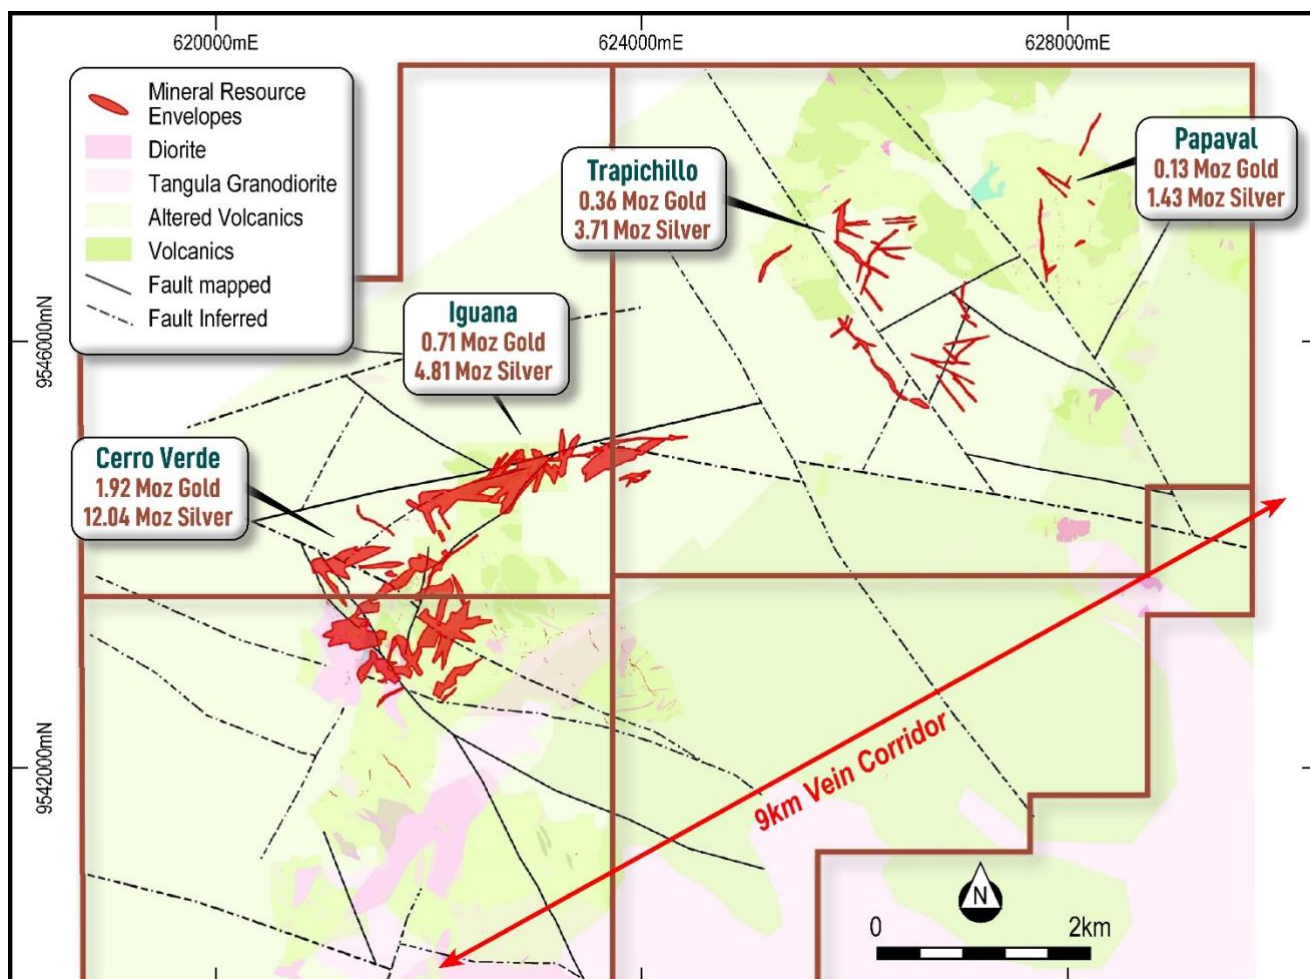 620000mE
624000mE
628000mE
Mineral Resource
Envelopes
Diorite
Tangula Granodiorite
Altered Volcanics
Volcanics
Fault mapped
Fault Inferred
Papaval
0.13 Moz Gold
1.43 Moz Silver
Trapichillo
0.36 Moz Gold
3.71 Moz Silver
Iguana
0.71 Moz Gold
4.81 Moz Silver
9546000mN
Cerro Verde
1.92 Moz Gold
12.04 Moz Silver
9542000mN
9km Vein Corridor
N
0 2km